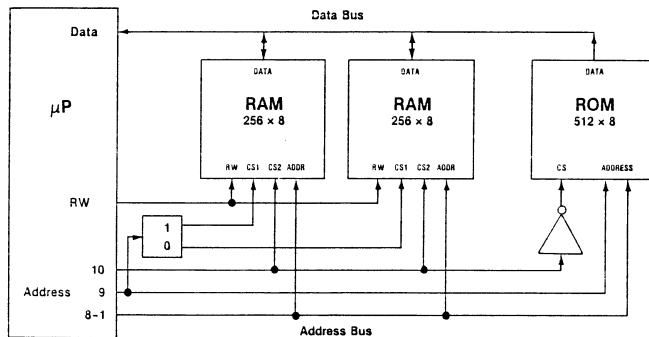 Data Bus
Data
DATA
DATA
DATA
µP
RAM
256 × 8
RAM
256 × 8
ROM
512 × 8
RW CS1 CS2 ADDR
RW CS1 CS2 ADDR
CS ADDRESS
RW
1
0
10
Address 9
8-1
Address Bus